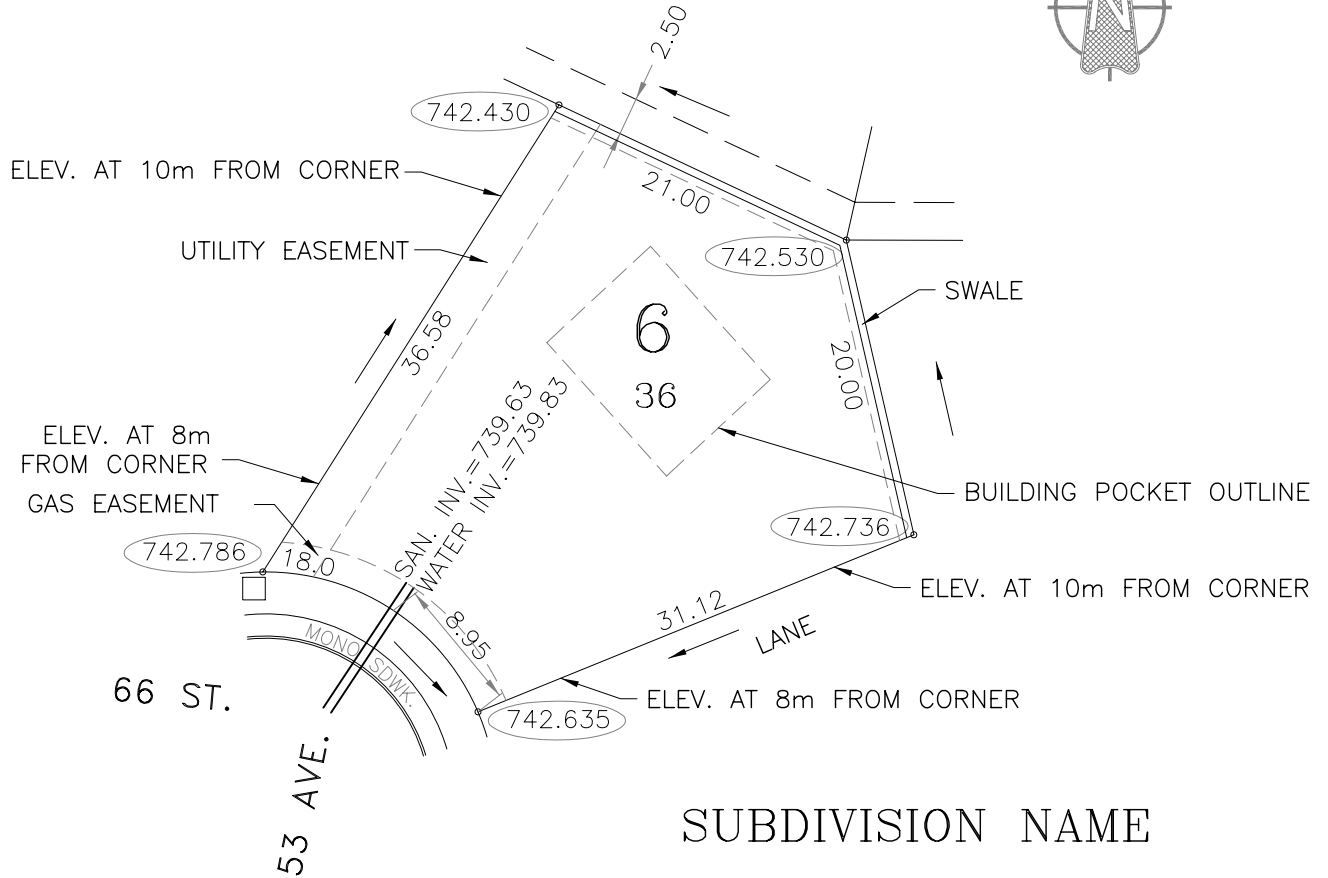 N
2.50
742.430
ELEV. AT 10m FROM CORNER
21.00
UTILITY EASEMENT
742.530
SWALE
6
36
36.58
20.00
SAN. INV.=739.63
WATER INV.=739.83
ELEV. AT 8m
FROM CORNER
GAS EASEMENT
BUILDING POCKET OUTLINE
742.736
742.786
18.0
ELEV. AT 10m FROM CORNER
31.12
LANE
8.95
MONO SDWK.
66 ST.
ELEV. AT 8m FROM CORNER
742.635
53 AVE.
SUBDIVISION NAME